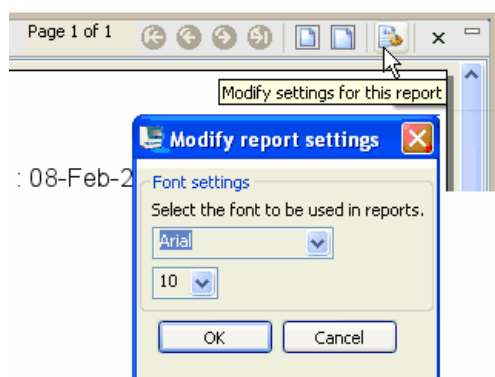 Page 1 of 1
Modify settings for this report
Modify report settings
: 08-Feb-2
Font settings
Select the font to be used in reports.
Arial
10
OK Cancel